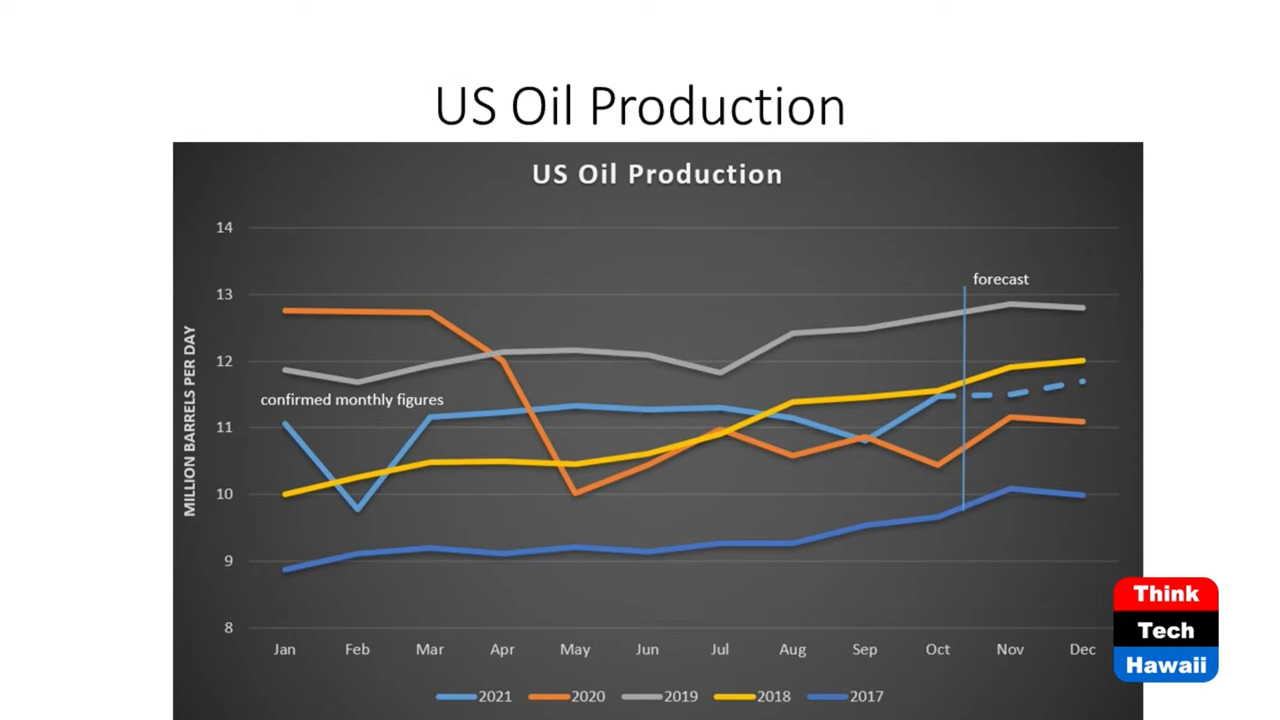 US Oil Production
US Oil Production
14
13
12
11
10
9
8
MILLION BARRELS PER DAY
forecast
confirmed monthly figures
Jan Feb Mar Apr May Jun Jul Aug Sep Oct Nov Dec
2021 2020 2019 2018 2017
Think
Tech
Hawaii